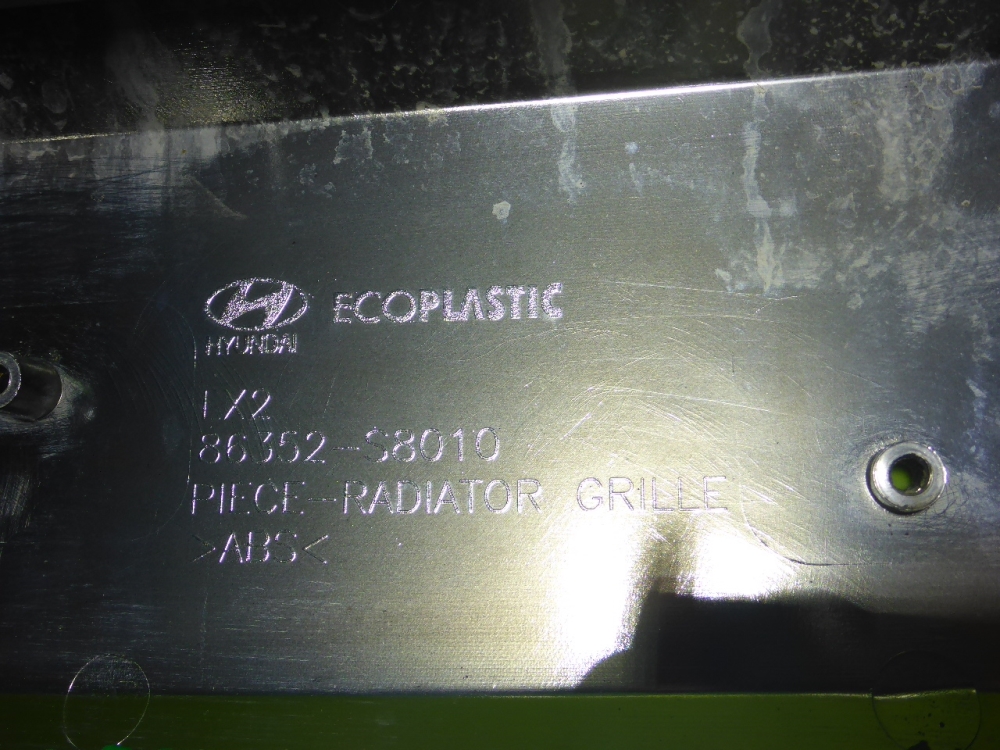 ECOPLASTIC
HYUNDAI
LX2
86352-S8010
PIECE-RADIATOR GRILLE
>ABS<